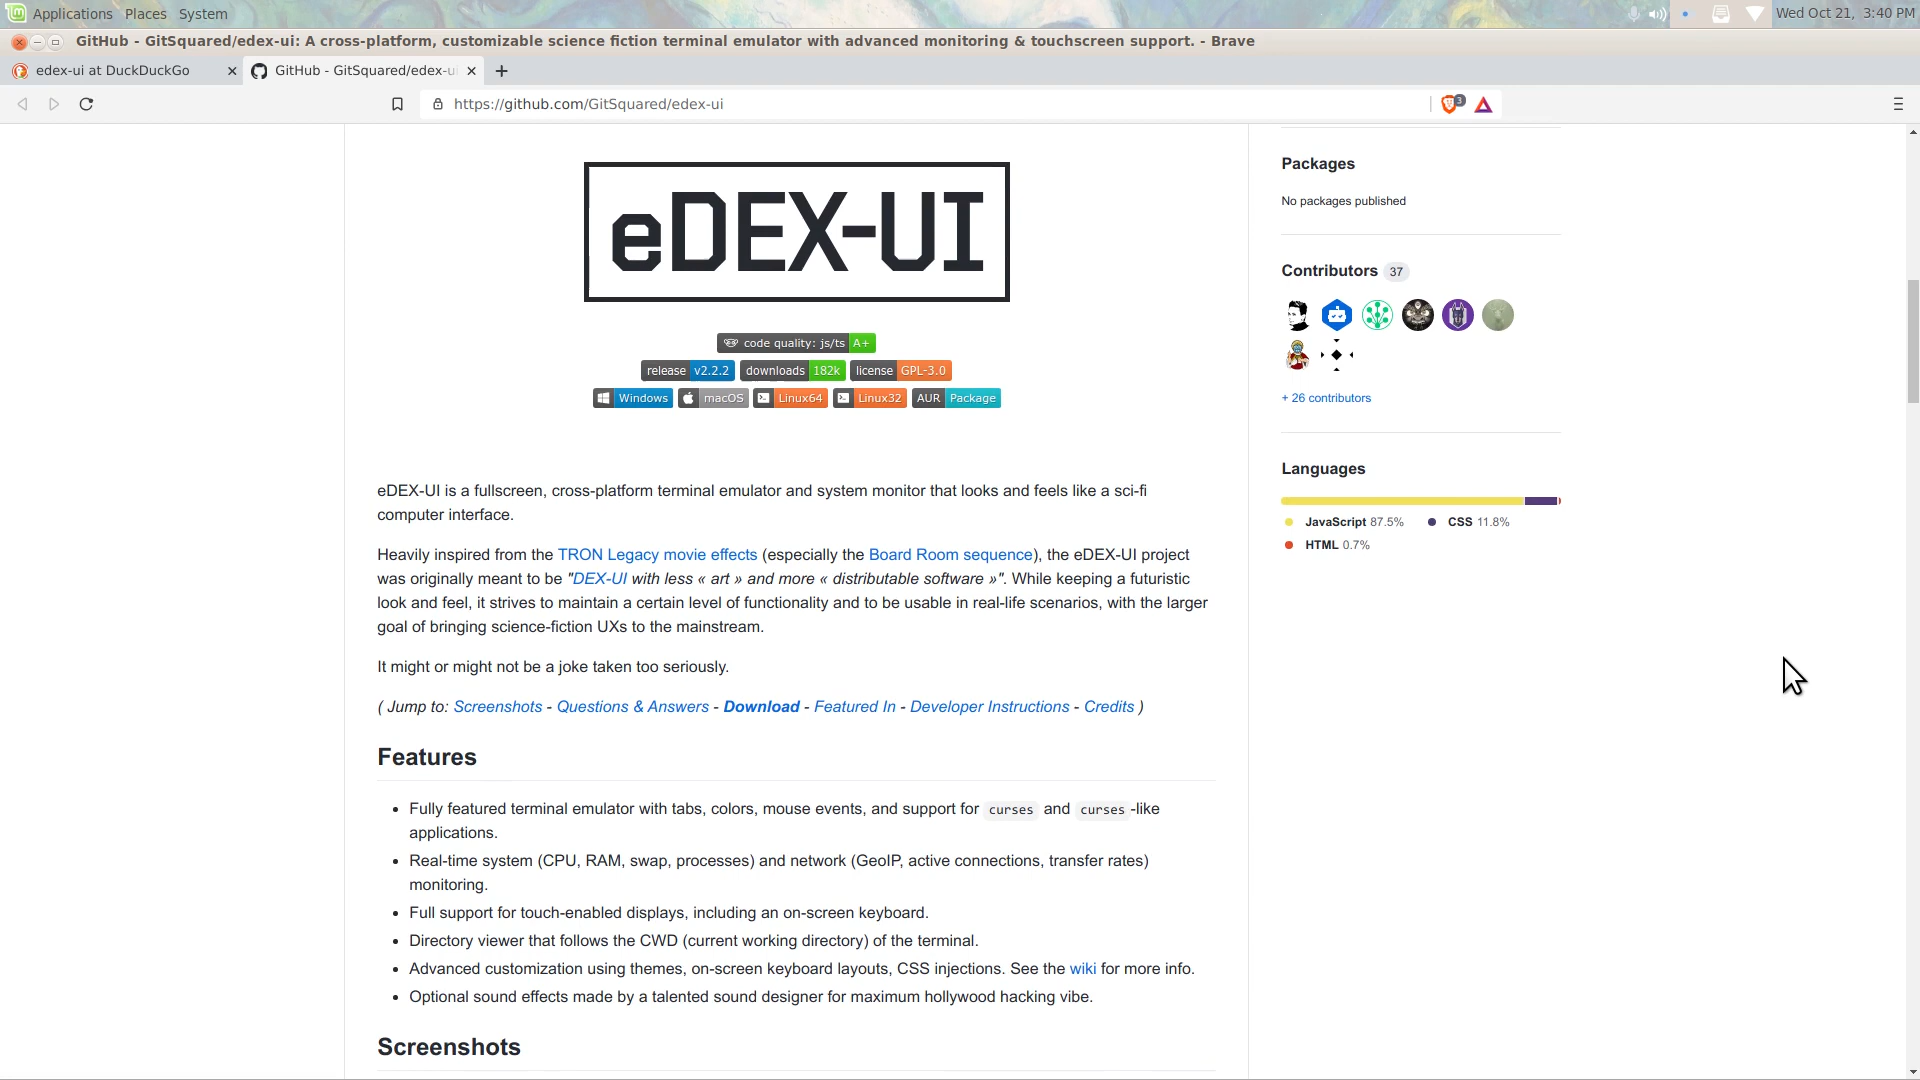 Applications Places System Wed Oct 21, 3:40 PM
GitHub - GitSquared/edex-ui: A cross-platform, customizable science fiction terminal emulator with advanced monitoring & touchscreen support. - Brave
edex-ui at DuckDuckGo GitHub - GitSquared/edex-ui
https://github.com/GitSquared/edex-ui 3
eDEX-UI
code quality: js/ts A+
release v2.2.2 downloads 182k license GPL-3.0
Windows macOS Linux64 Linux32 AUR Package
eDEX-UI is a fullscreen, cross-platform terminal emulator and system monitor that looks and feels like a sci-fi
computer interface.
Heavily inspired from the TRON Legacy movie effects (especially the Board Room sequence), the eDEX-UI project
was originally meant to be "DEX-UI with less « art » and more « distributable software »". While keeping a futuristic
look and feel, it strives to maintain a certain level of functionality and to be usable in real-life scenarios, with the larger
goal of bringing science-fiction UXs to the mainstream.
It might or might not be a joke taken too seriously.
( Jump to: Screenshots - Questions & Answers - Download - Featured In - Developer Instructions - Credits )
Features
• Fully featured terminal emulator with tabs, colors, mouse events, and support for curses and curses-like
applications.
• Real-time system (CPU, RAM, swap, processes) and network (GeoIP, active connections, transfer rates)
monitoring.
• Full support for touch-enabled displays, including an on-screen keyboard.
• Directory viewer that follows the CWD (current working directory) of the terminal.
• Advanced customization using themes, on-screen keyboard layouts, CSS injections. See the wiki for more info.
• Optional sound effects made by a talented sound designer for maximum hollywood hacking vibe.
Screenshots
Packages
No packages published
Contributors 37
+ 26 contributors
Languages
JavaScript 87.5% CSS 11.8%
HTML 0.7%